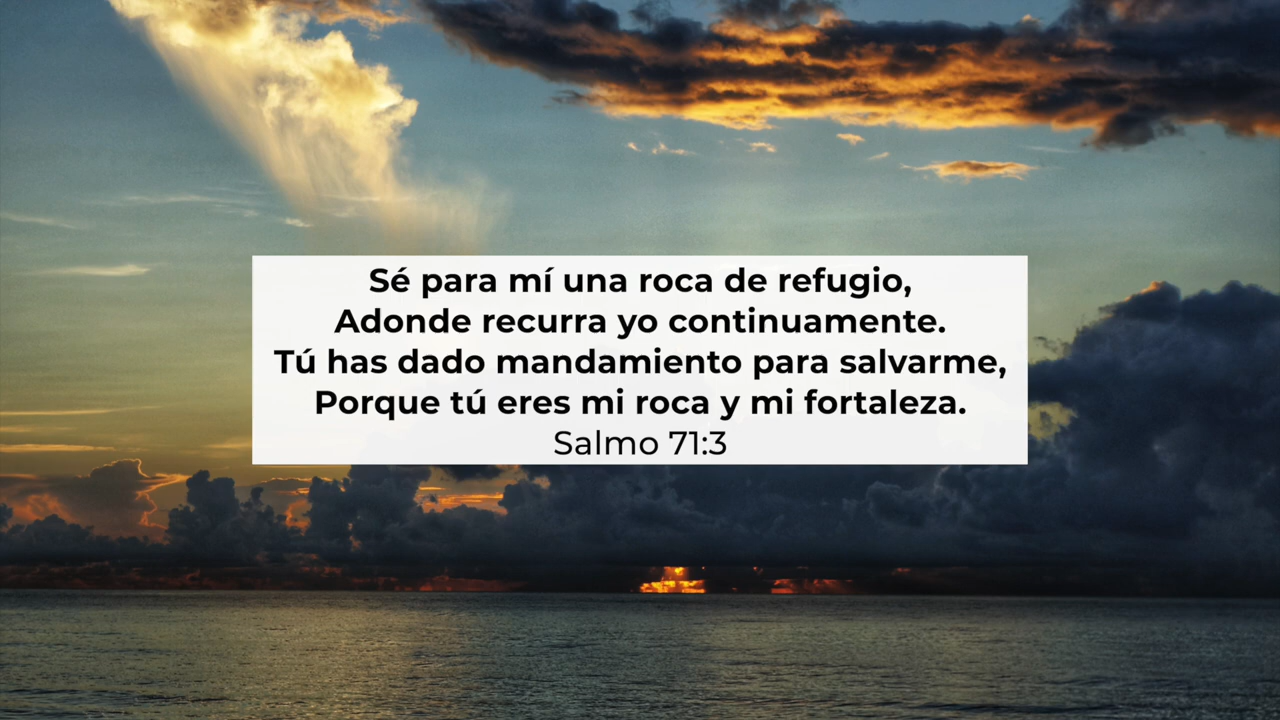 Sé para mí una roca de refugio,
Adonde recurra yo continuamente.
Tú has dado mandamiento para salvarme,
Porque tú eres mi roca y mi fortaleza.
Salmo 71:3